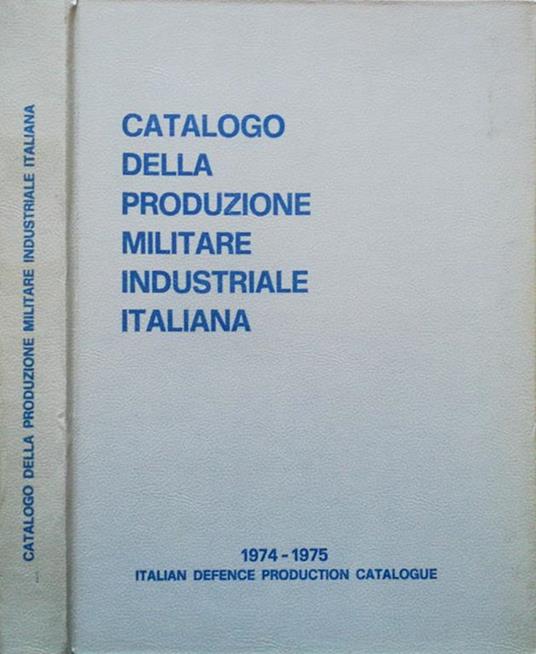 CATALOGO DELLA PRODUZIONE MILITARE INDUSTRIALE ITALIANA
CATALOGO
DELLA
PRODUZIONE
MILITARE
INDUSTRIALE
ITALIANA
1974-1975
ITALIAN DEFENCE PRODUCTION CATALOGUE